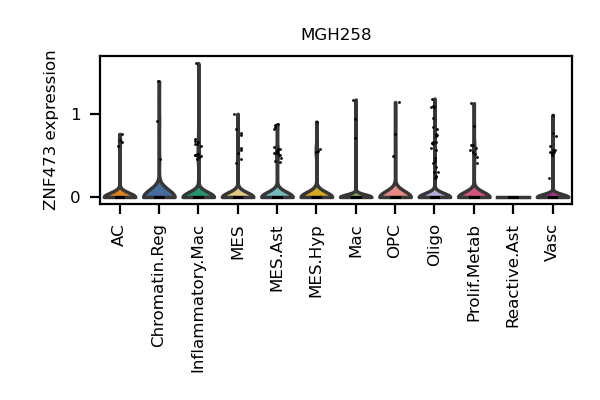 MGH258
ZNF473 expression
1
0
AC
Chromatin.Reg
Inflammatory.Mac
MES
MES.Ast
MES.Hyp
Mac
OPC
Oligo
Prolif.Metab
Reactive.Ast
Vasc